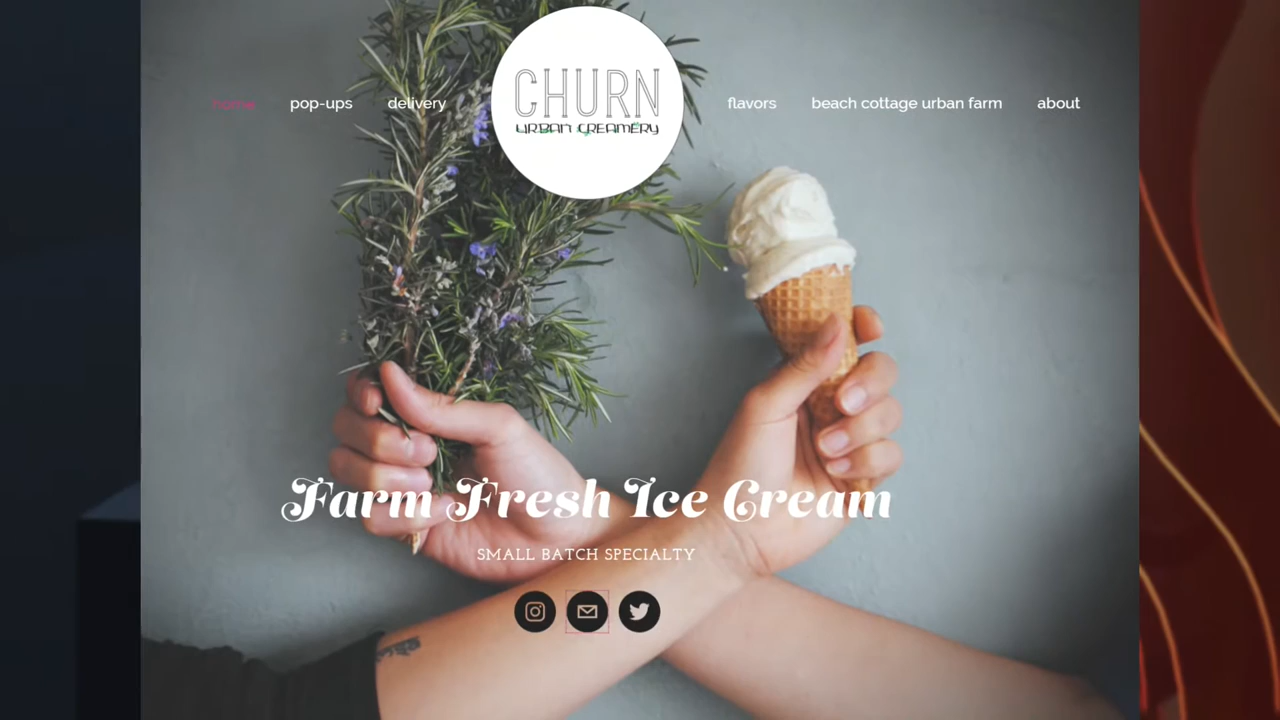 home pop-ups delivery flavors beach cottage urban farm about
CHURN
URBAN CREAMERY
Farm Fresh Ice Cream
SMALL BATCH SPECIALTY